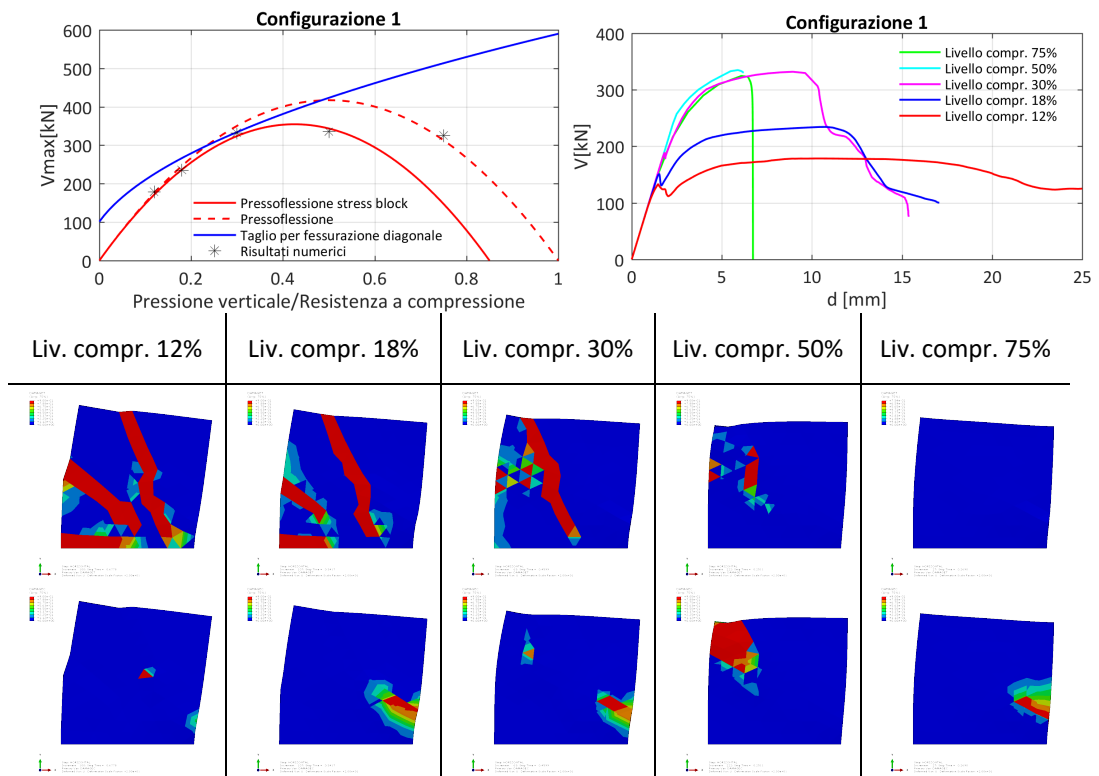 Configurazione 1
Vmax[kN]
600
500
400
300
200
100
0
0
0.2
0.4
0.6
0.8
1
Pressoflessione stress block
Pressoflessione
Taglio per fessurazione diagonale
Risultati numerici
Pressione verticale/Resistenza a compressione
Configurazione 1
V[kN]
400
300
200
100
0
0
5
10
15
20
25
Livello compr. 75%
Livello compr. 50%
Livello compr. 30%
Livello compr. 18%
Livello compr. 12%
d [mm]
Liv. compr. 12%
Liv. compr. 18%
Liv. compr. 30%
Liv. compr. 50%
Liv. compr. 75%